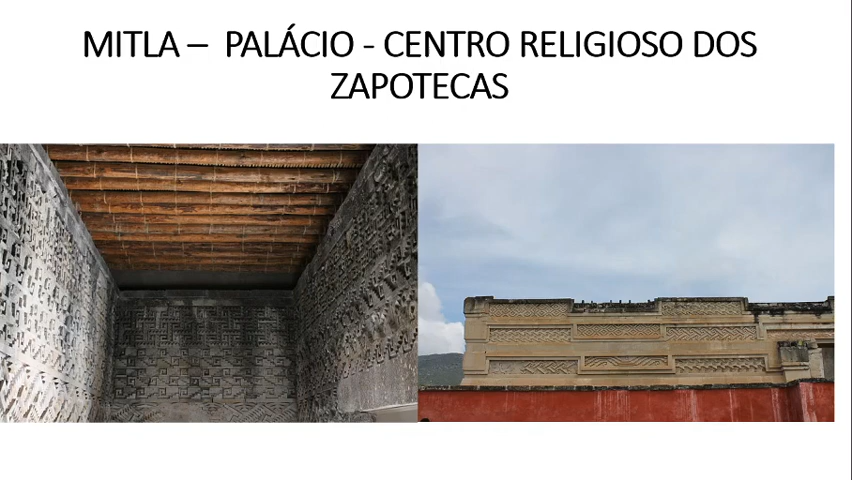 MITLA – PALÁCIO - CENTRO RELIGIOSO DOS
ZAPOTECAS